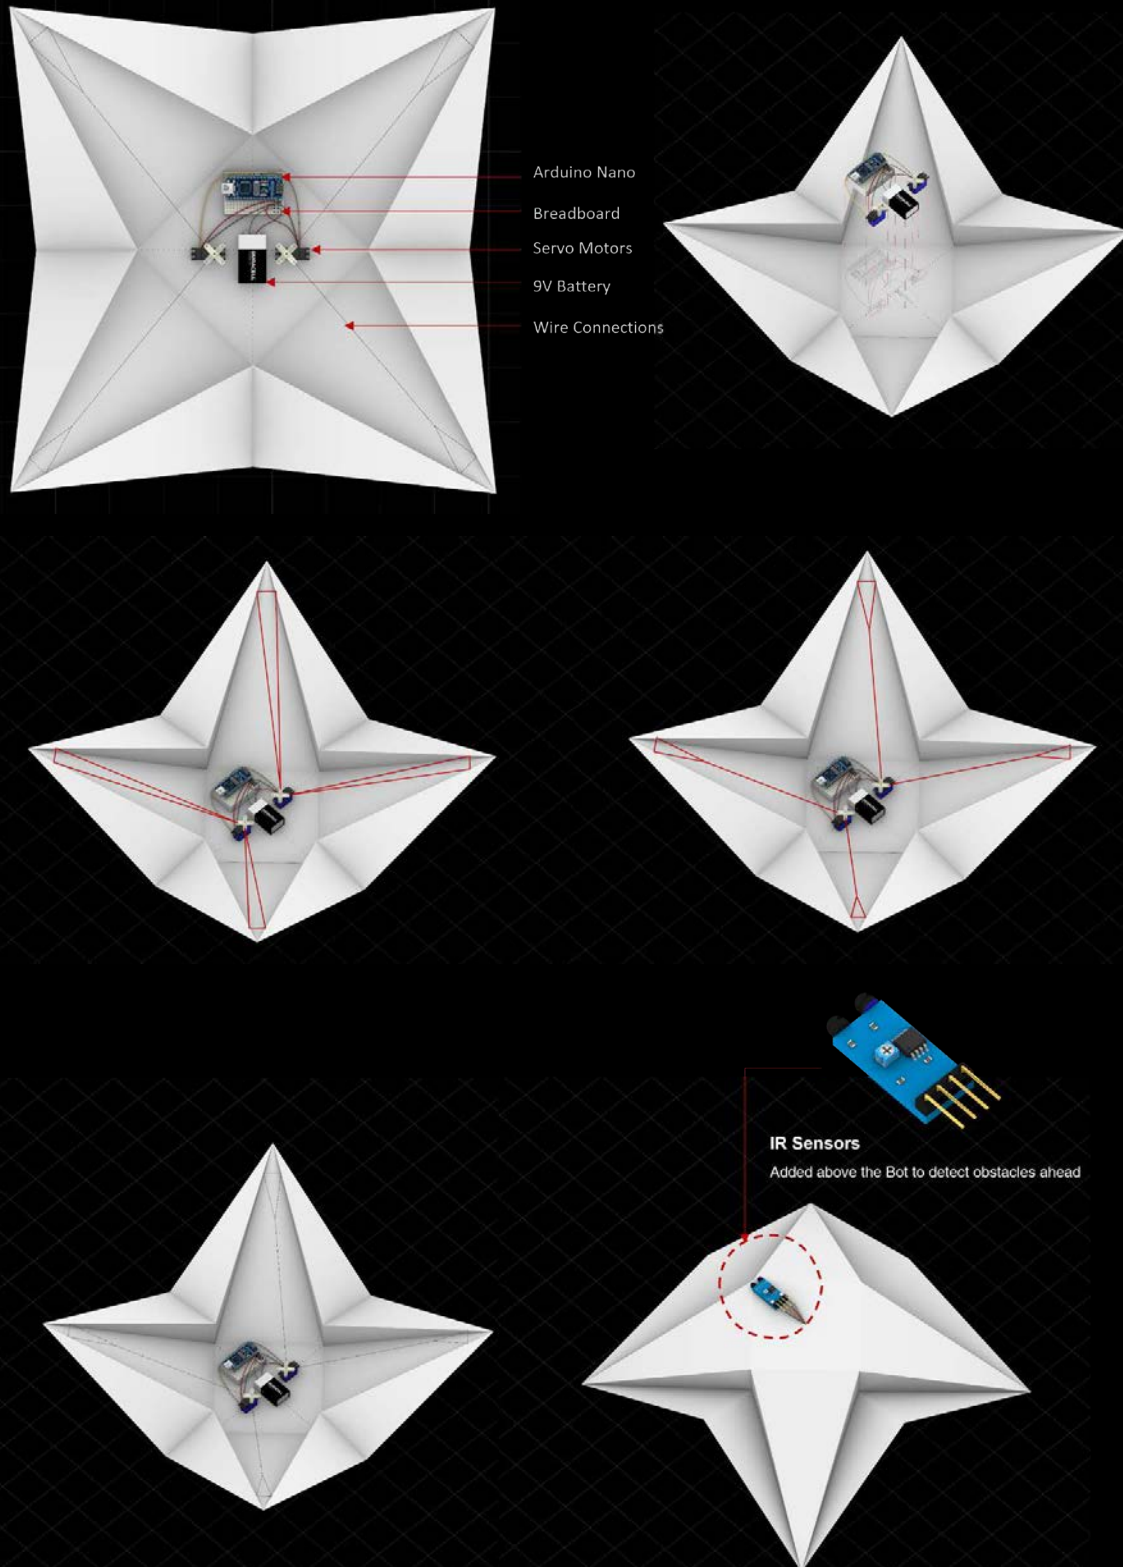 Arduino Nano
Breadboard
Servo Motors
9V Battery
Wire Connections
IR Sensors
Added above the Bot to detect obstacles ahead